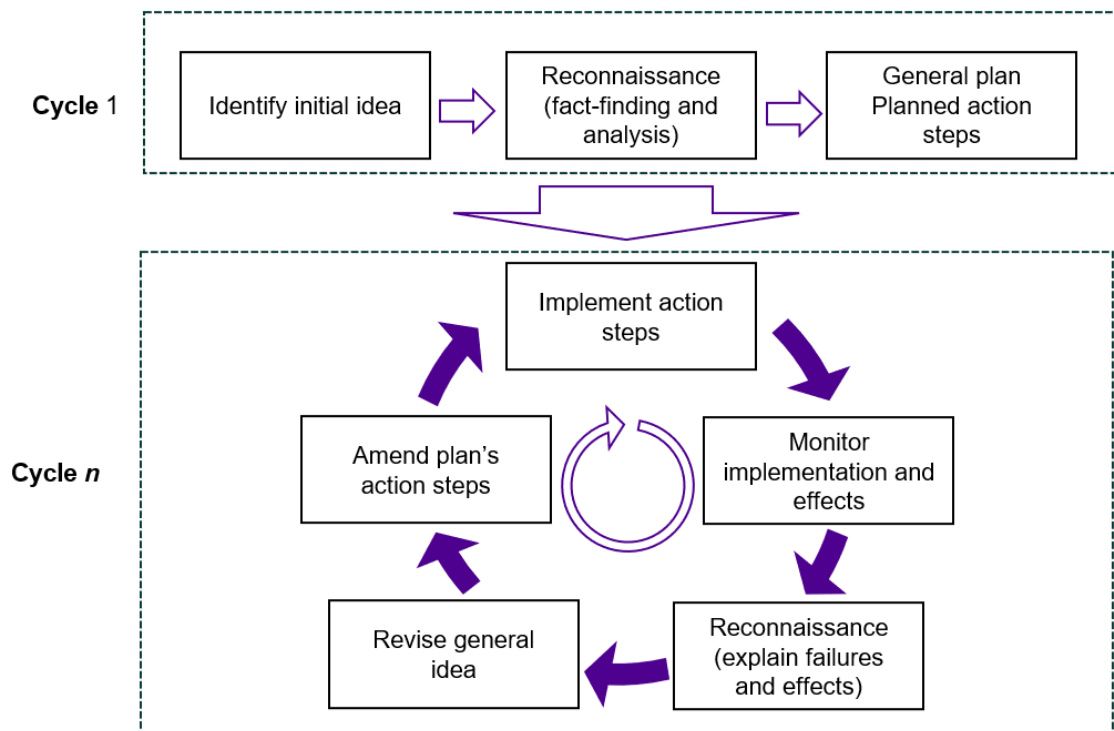 Cycle 1
Identify initial idea
Reconnaissance
(fact-finding and
analysis)
General plan
Planned action
steps
Cycle n
Implement action
steps
Monitor
implementation and
effects
Reconnaissance
(explain failures
and effects)
Revise general
idea
Amend plan’s
action steps